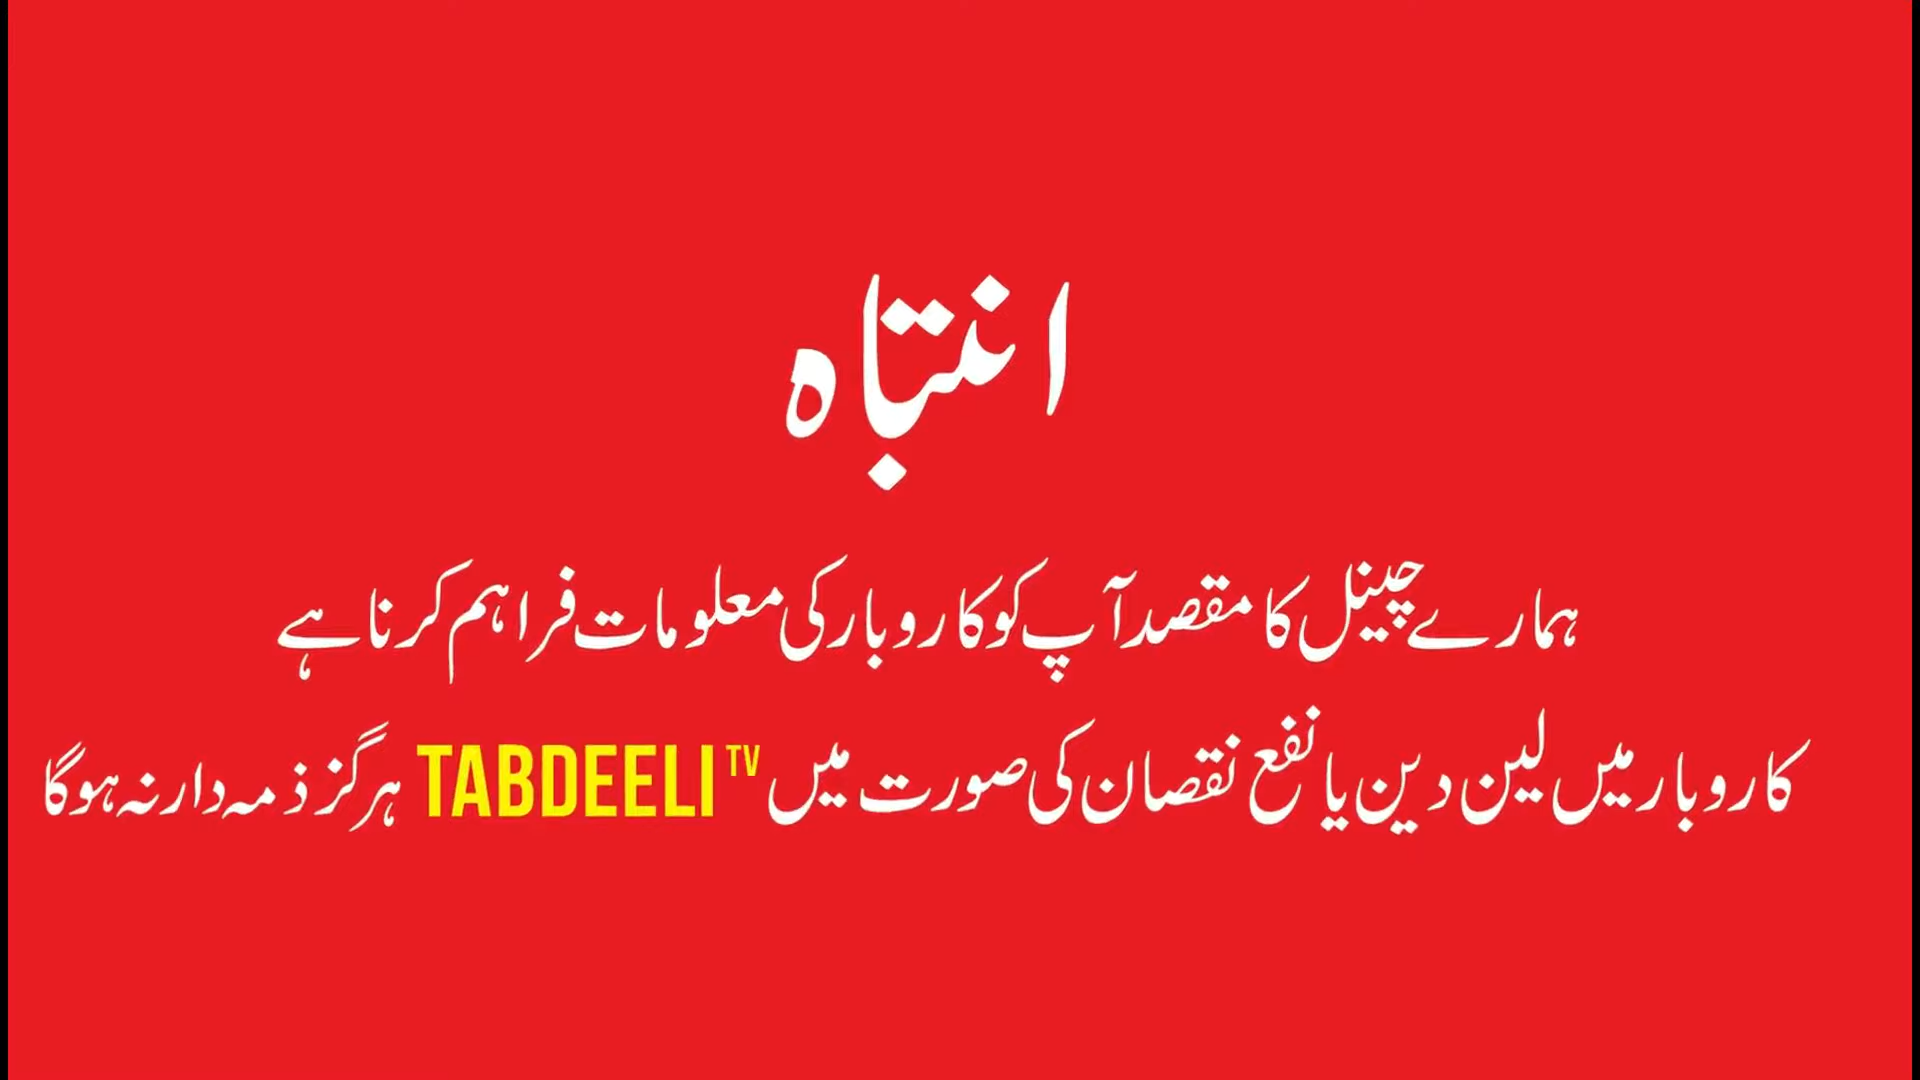 انتباہ
ہمارے چینل کا مقصد آپ کو کاروبار کی معلومات فراہم کرنا ہے
کاروبار میں لین دین یا نفع نقصان کی صورت میں TABDEELI TV ہرگز ذمہ دار نہ ہوگا